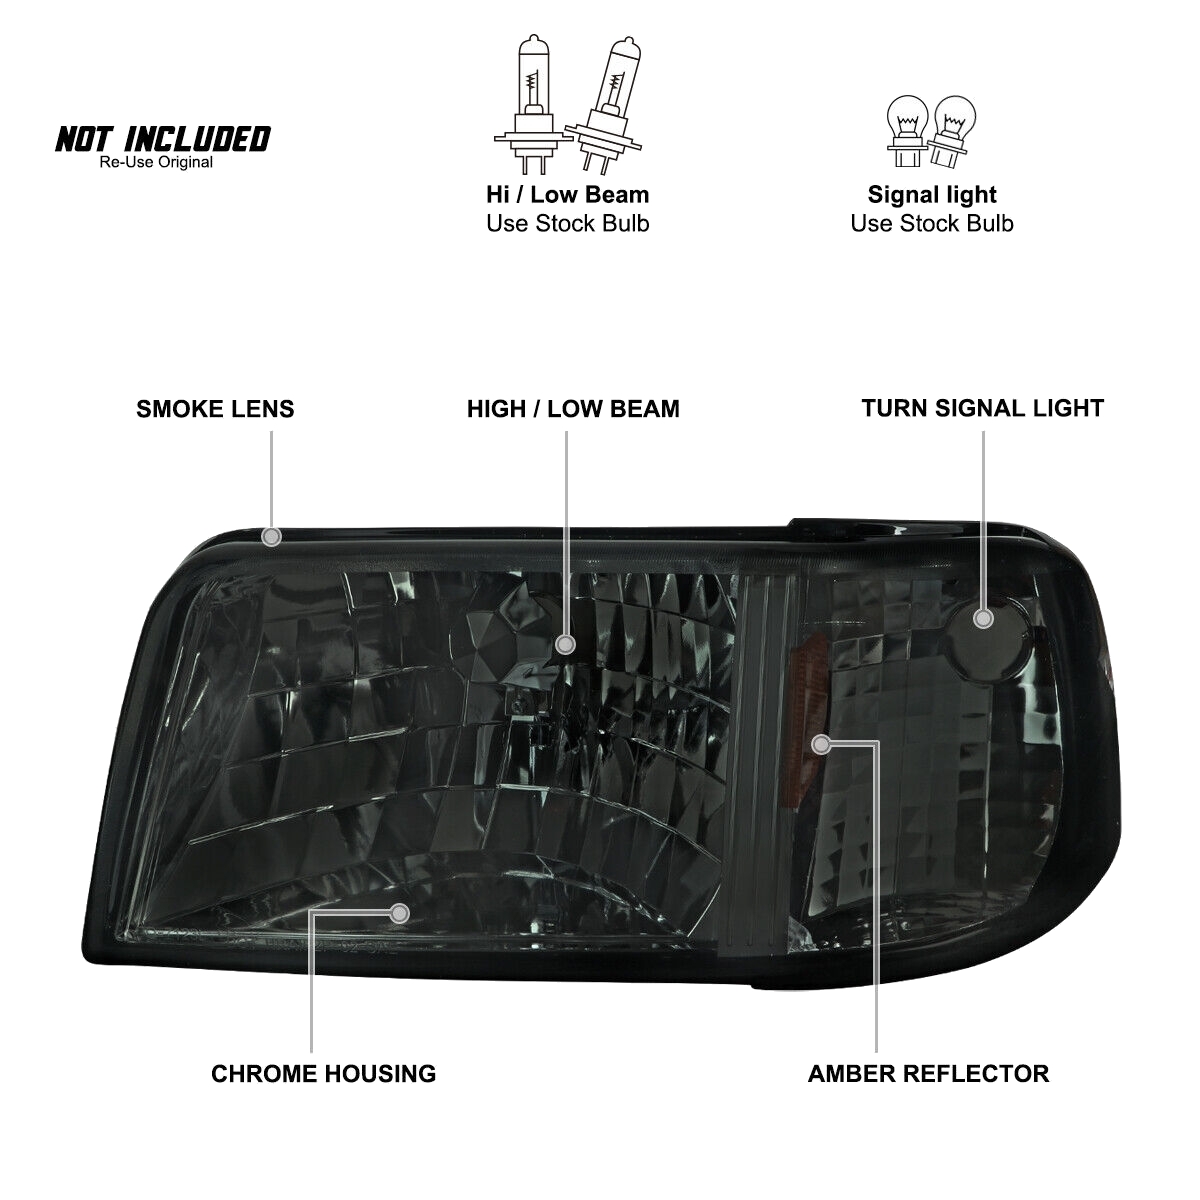 NOT INCLUDED
Re-Use Original
Hi / Low Beam
Use Stock Bulb
Signal light
Use Stock Bulb
SMOKE LENS
HIGH / LOW BEAM
TURN SIGNAL LIGHT
CHROME HOUSING
AMBER REFLECTOR